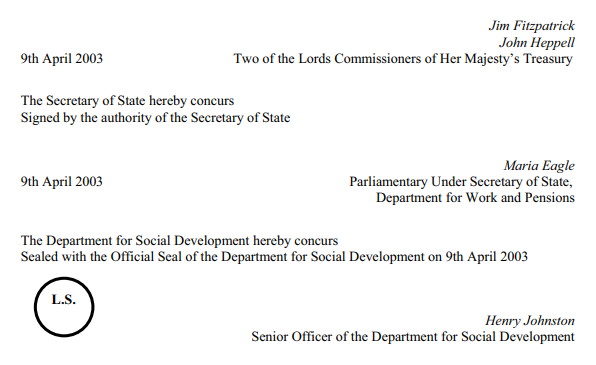 Jim Fitzpatrick
John Heppell
9th April 2003 Two of the Lords Commissioners of Her Majesty’s Treasury
The Secretary of State hereby concurs
Signed by the authority of the Secretary of State
Maria Eagle
9th April 2003 Parliamentary Under Secretary of State,
Department for Work and Pensions
The Department for Social Development hereby concurs
Sealed with the Official Seal of the Department for Social Development on 9th April 2003
L.S.
Henry Johnston
Senior Officer of the Department for Social Development